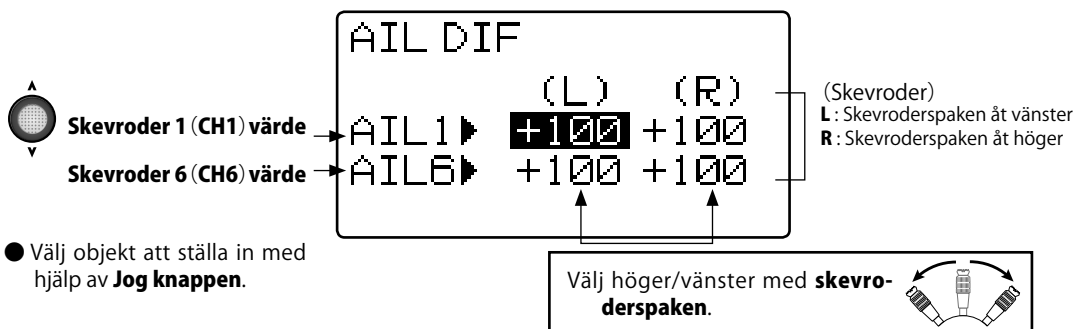 AIL DIF
(L) (R)
Skevroder 1 (CH1) värde
AIL1 +100 +100
Skevroder 6 (CH6) värde
AIL6 +100 +100
(Skevroder)
L : Skevroderspaken åt vänster
R : Skevroderspaken åt höger
● Välj objekt att ställa in med
hjälp av Jog knappen.
Välj höger/vänster med skevro-
derspaken.